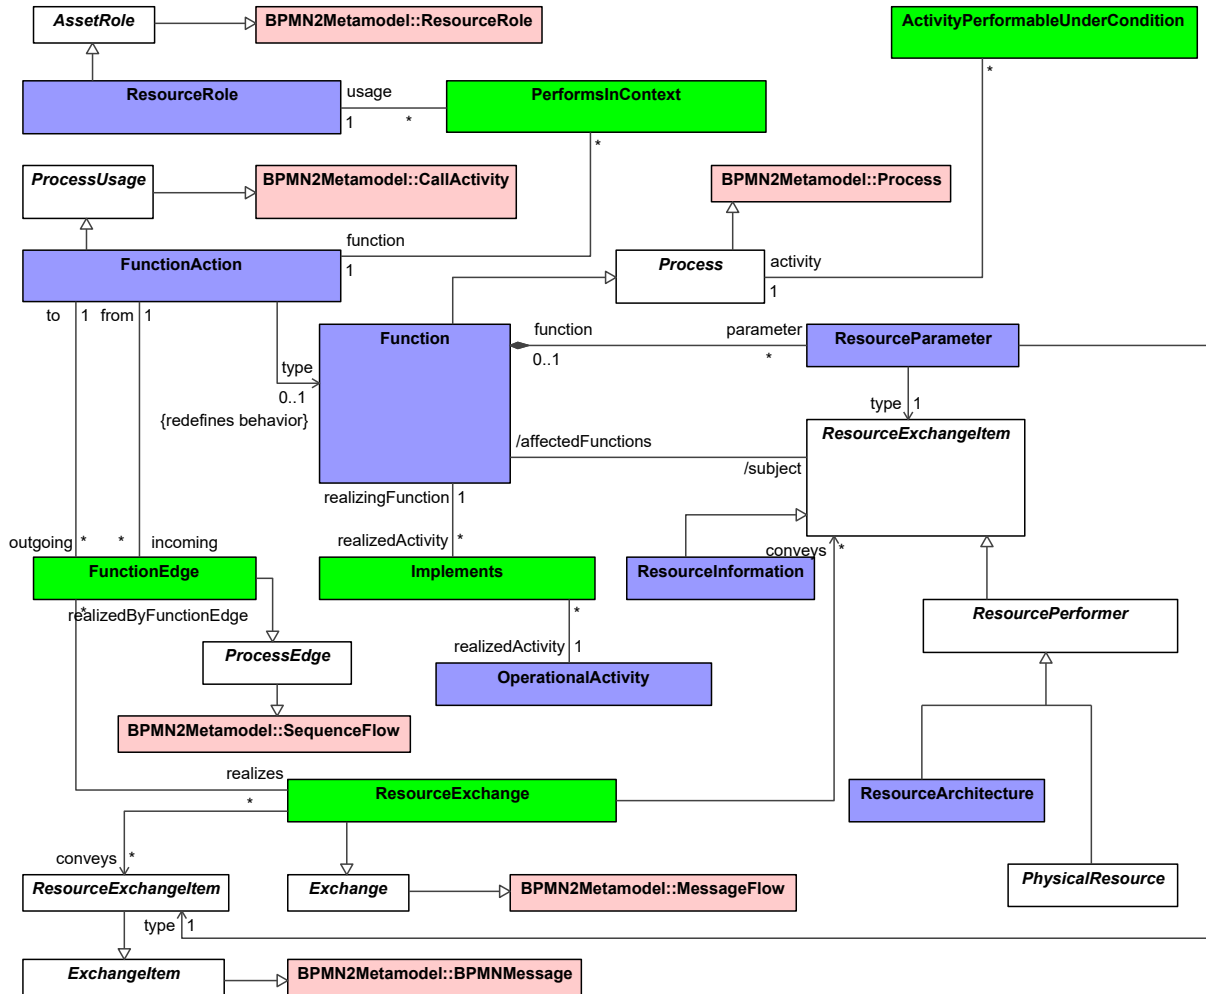 AssetRole
BPMN2Metamodel::ResourceRole
ActivityPerformableUnderCondition
*
ResourceRole
usage
1
*
PerformsInContext
*
ProcessUsage
BPMN2Metamodel::CallActivity
BPMN2Metamodel::Process
FunctionAction
function
1
Process
activity
1
to
1
from
1
Function
function
0..1
parameter
*
ResourceParameter
type
0..1
{redefines behavior}
type
1
ResourceExchangeItem
/affectedFunctions
/subject
realizingFunction
1
outgoing
*
*
incoming
realizedActivity
*
conveys
*
FunctionEdge
*
realizedByFunctionEdge
Implements
*
ResourceInformation
ResourcePerformer
ProcessEdge
realizedActivity
1
OperationalActivity
BPMN2Metamodel::SequenceFlow
realizes
*
ResourceExchange
ResourceArchitecture
conveys
*
ResourceExchangeItem
Exchange
BPMN2Metamodel::MessageFlow
PhysicalResource
type
1
ExchangeItem
BPMN2Metamodel::BPMNMessage